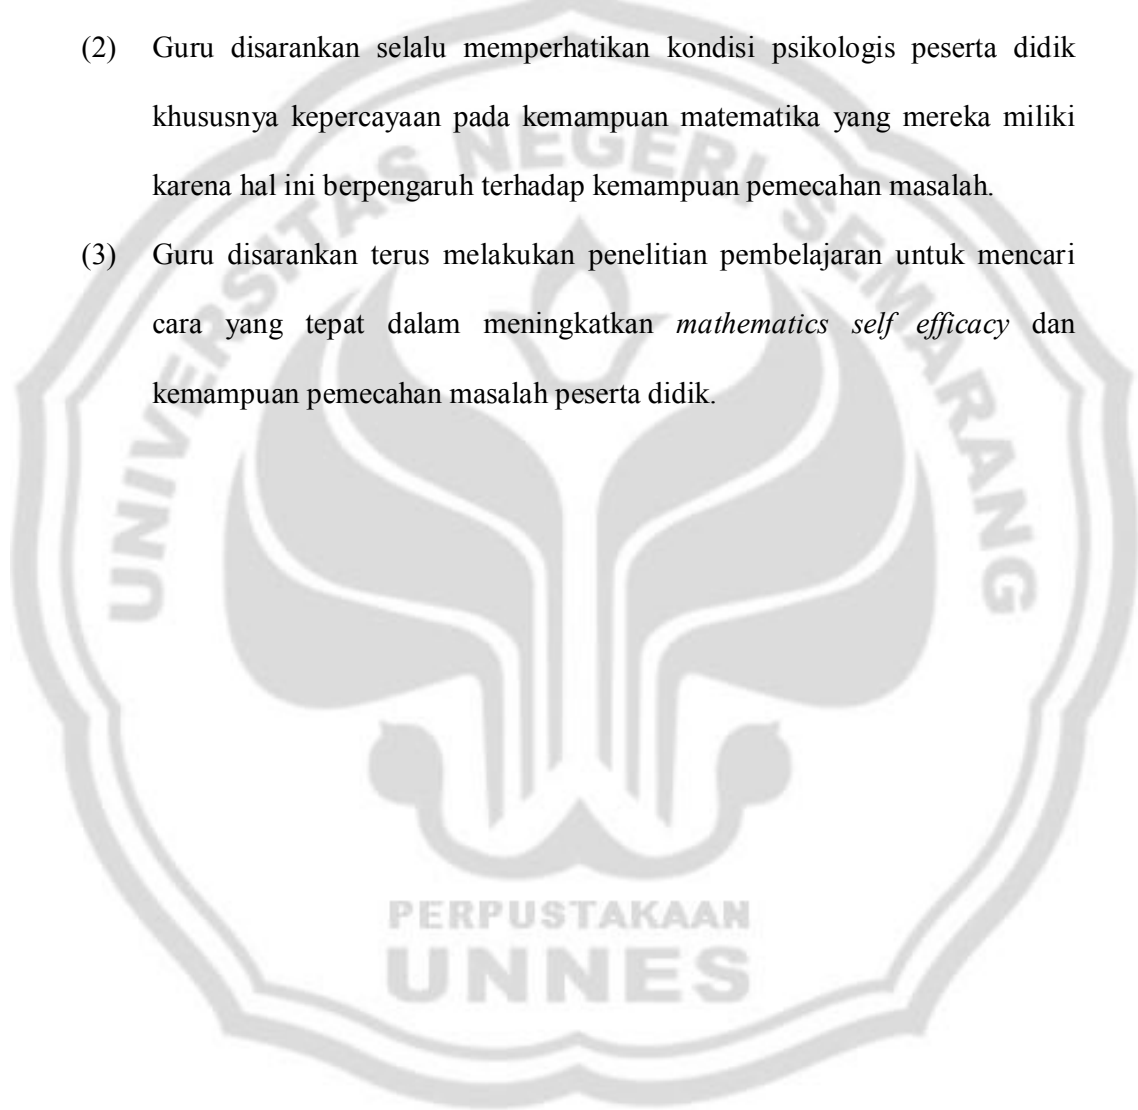 (2) Guru disarankan selalu memperhatikan kondisi psikologis peserta didik
khususnya kepercayaan pada kemampuan matematika yang mereka miliki
karena hal ini berpengaruh terhadap kemampuan pemecahan masalah.
(3) Guru disarankan terus melakukan penelitian pembelajaran untuk mencari
cara yang tepat dalam meningkatkan mathematics self efficacy dan
kemampuan pemecahan masalah peserta didik.
UNIVERSITAS NEGERI SEMARANG
PERPUSTAKAAN
UNNES